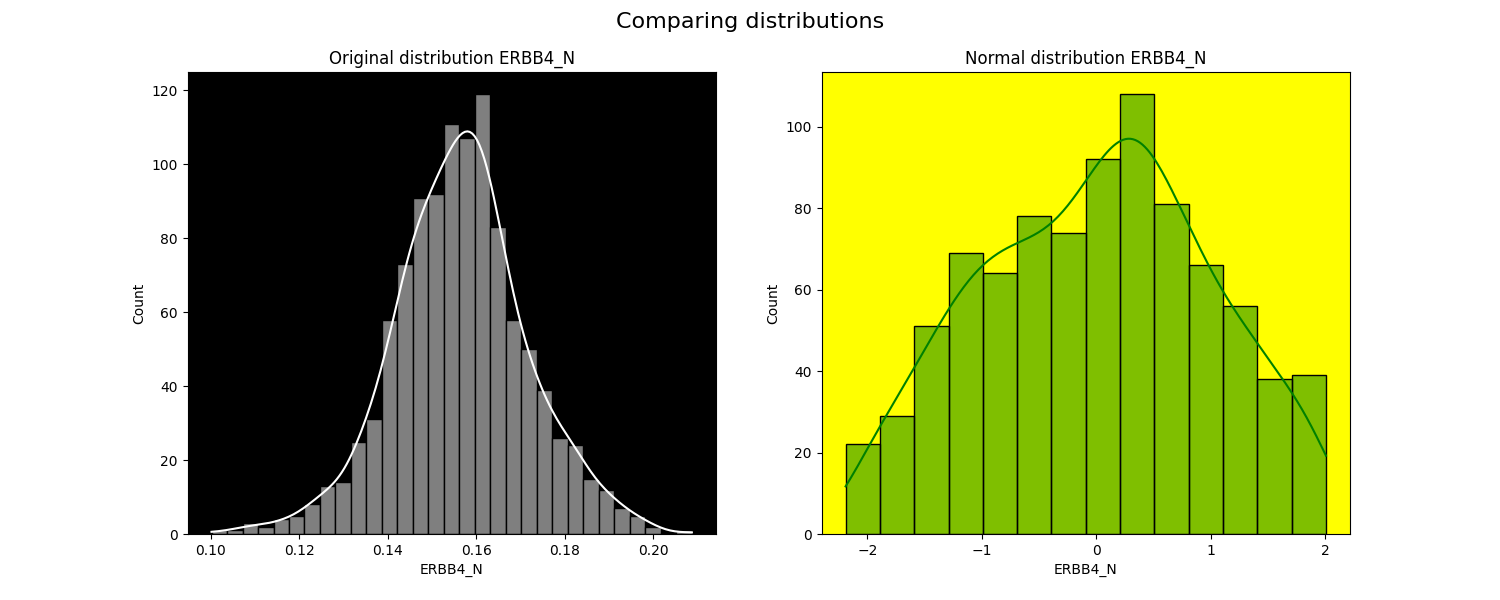 Comparing distributions
Original distribution ERBB4_N
Count
120
100
80
60
40
20
0
0.10 0.12 0.14 0.16 0.18 0.20
ERBB4_N
Normal distribution ERBB4_N
Count
100
80
60
40
20
0
−2 −1 0 1 2
ERBB4_N